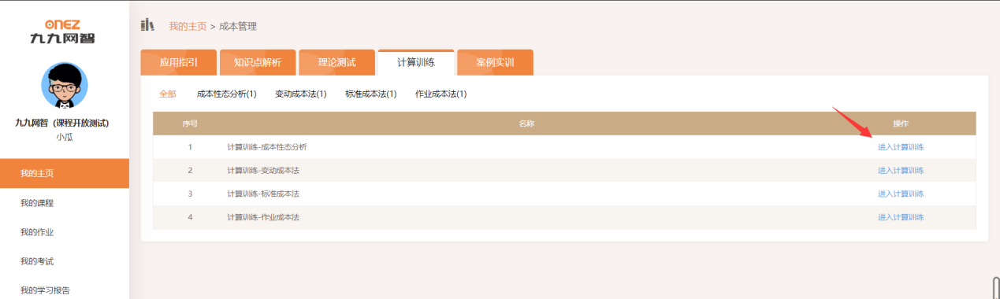 ONEZ
九九网智
九九网智（课程开放测试）
小瓜
我的主页
我的课程
我的作业
我的考试
我的学习报告
我的主页 > 成本管理
应用指引 知识点解析 理论测试 计算训练 案例实训
全部 成本性态分析(1) 变动成本法(1) 标准成本法(1) 作业成本法(1)
序号 名称 操作
1 计算训练-成本性态分析 进入计算训练
2 计算训练-变动成本法 进入计算训练
3 计算训练-标准成本法 进入计算训练
4 计算训练-作业成本法 进入计算训练